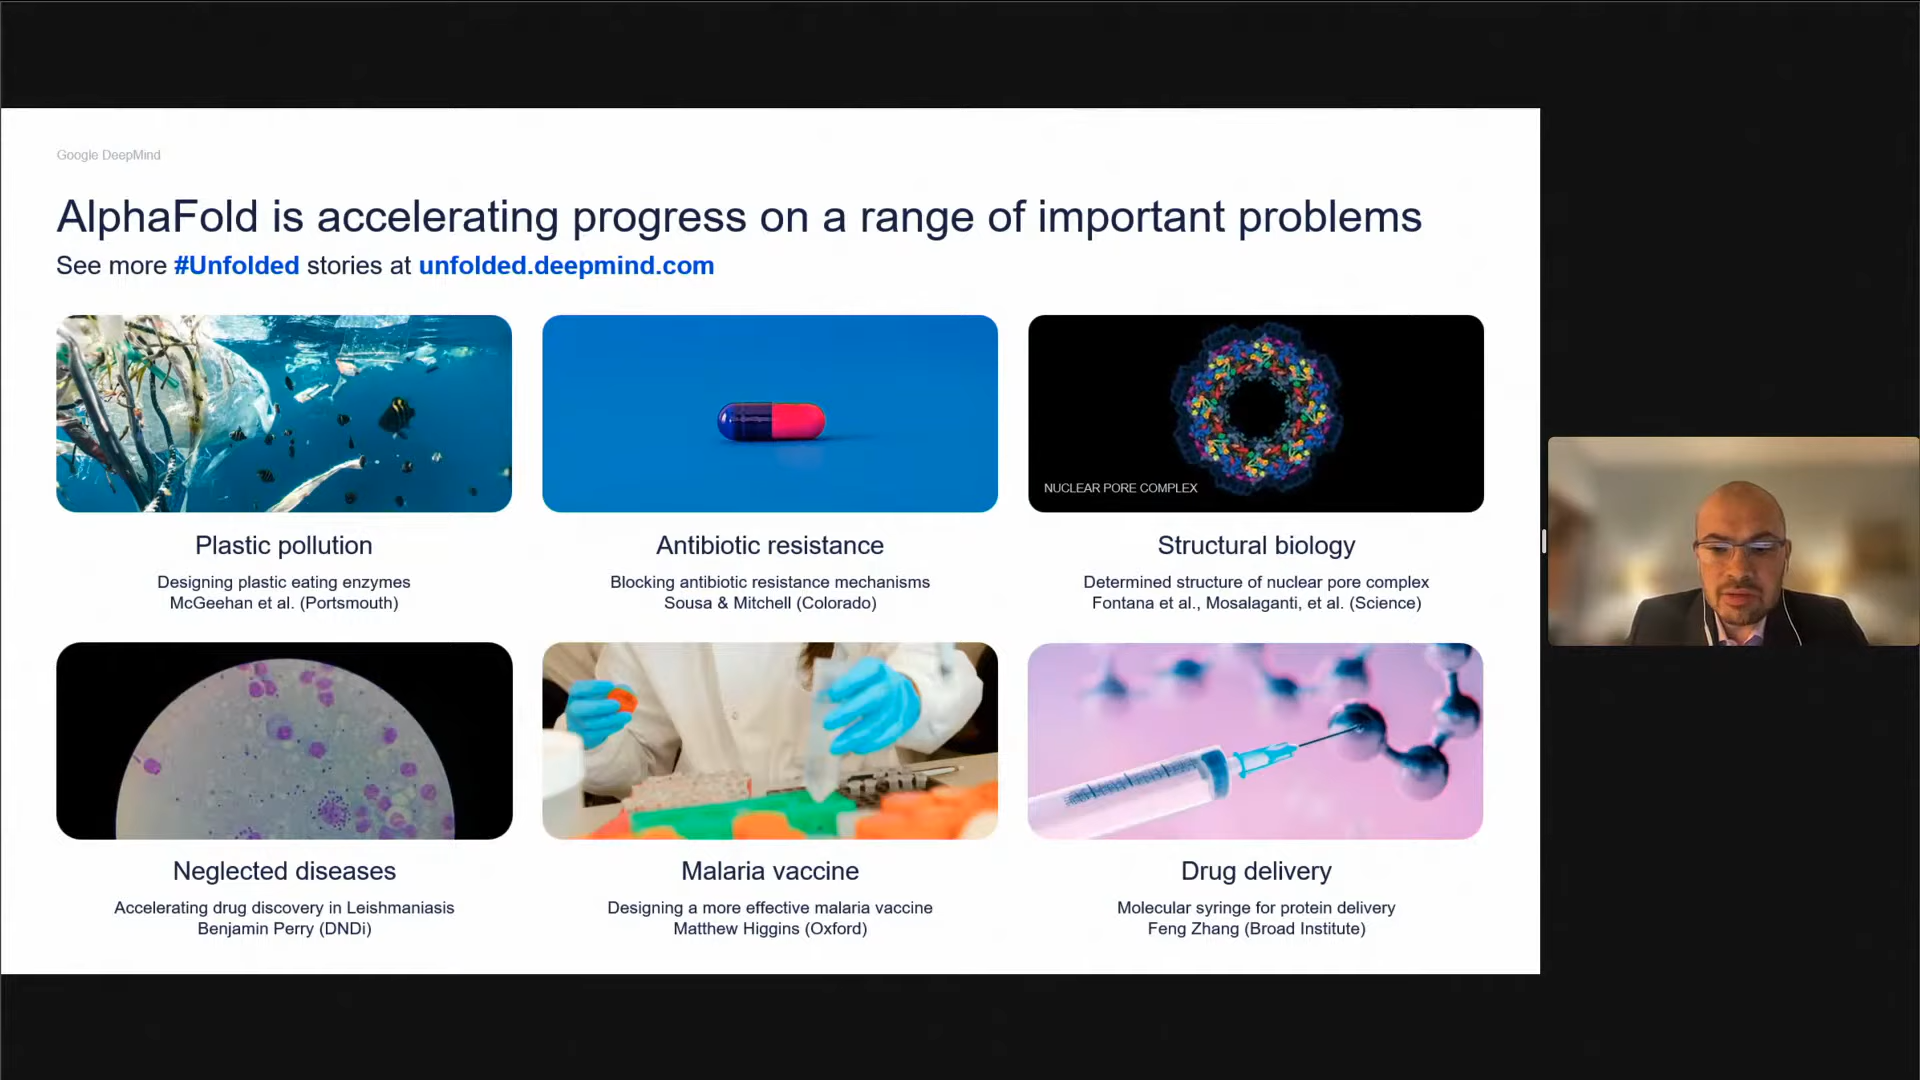 Google DeepMind
AlphaFold is accelerating progress on a range of important problems
See more #Unfolded stories at unfolded.deepmind.com
NUCLEAR PORE COMPLEX
Plastic pollution
Designing plastic eating enzymes
McGeehan et al. (Portsmouth)
Antibiotic resistance
Blocking antibiotic resistance mechanisms
Sousa & Mitchell (Colorado)
Structural biology
Determined structure of nuclear pore complex
Fontana et al., Mosalaganti, et al. (Science)
Neglected diseases
Accelerating drug discovery in Leishmaniasis
Benjamin Perry (DNDi)
Malaria vaccine
Designing a more effective malaria vaccine
Matthew Higgins (Oxford)
Drug delivery
Molecular syringe for protein delivery
Feng Zhang (Broad Institute)